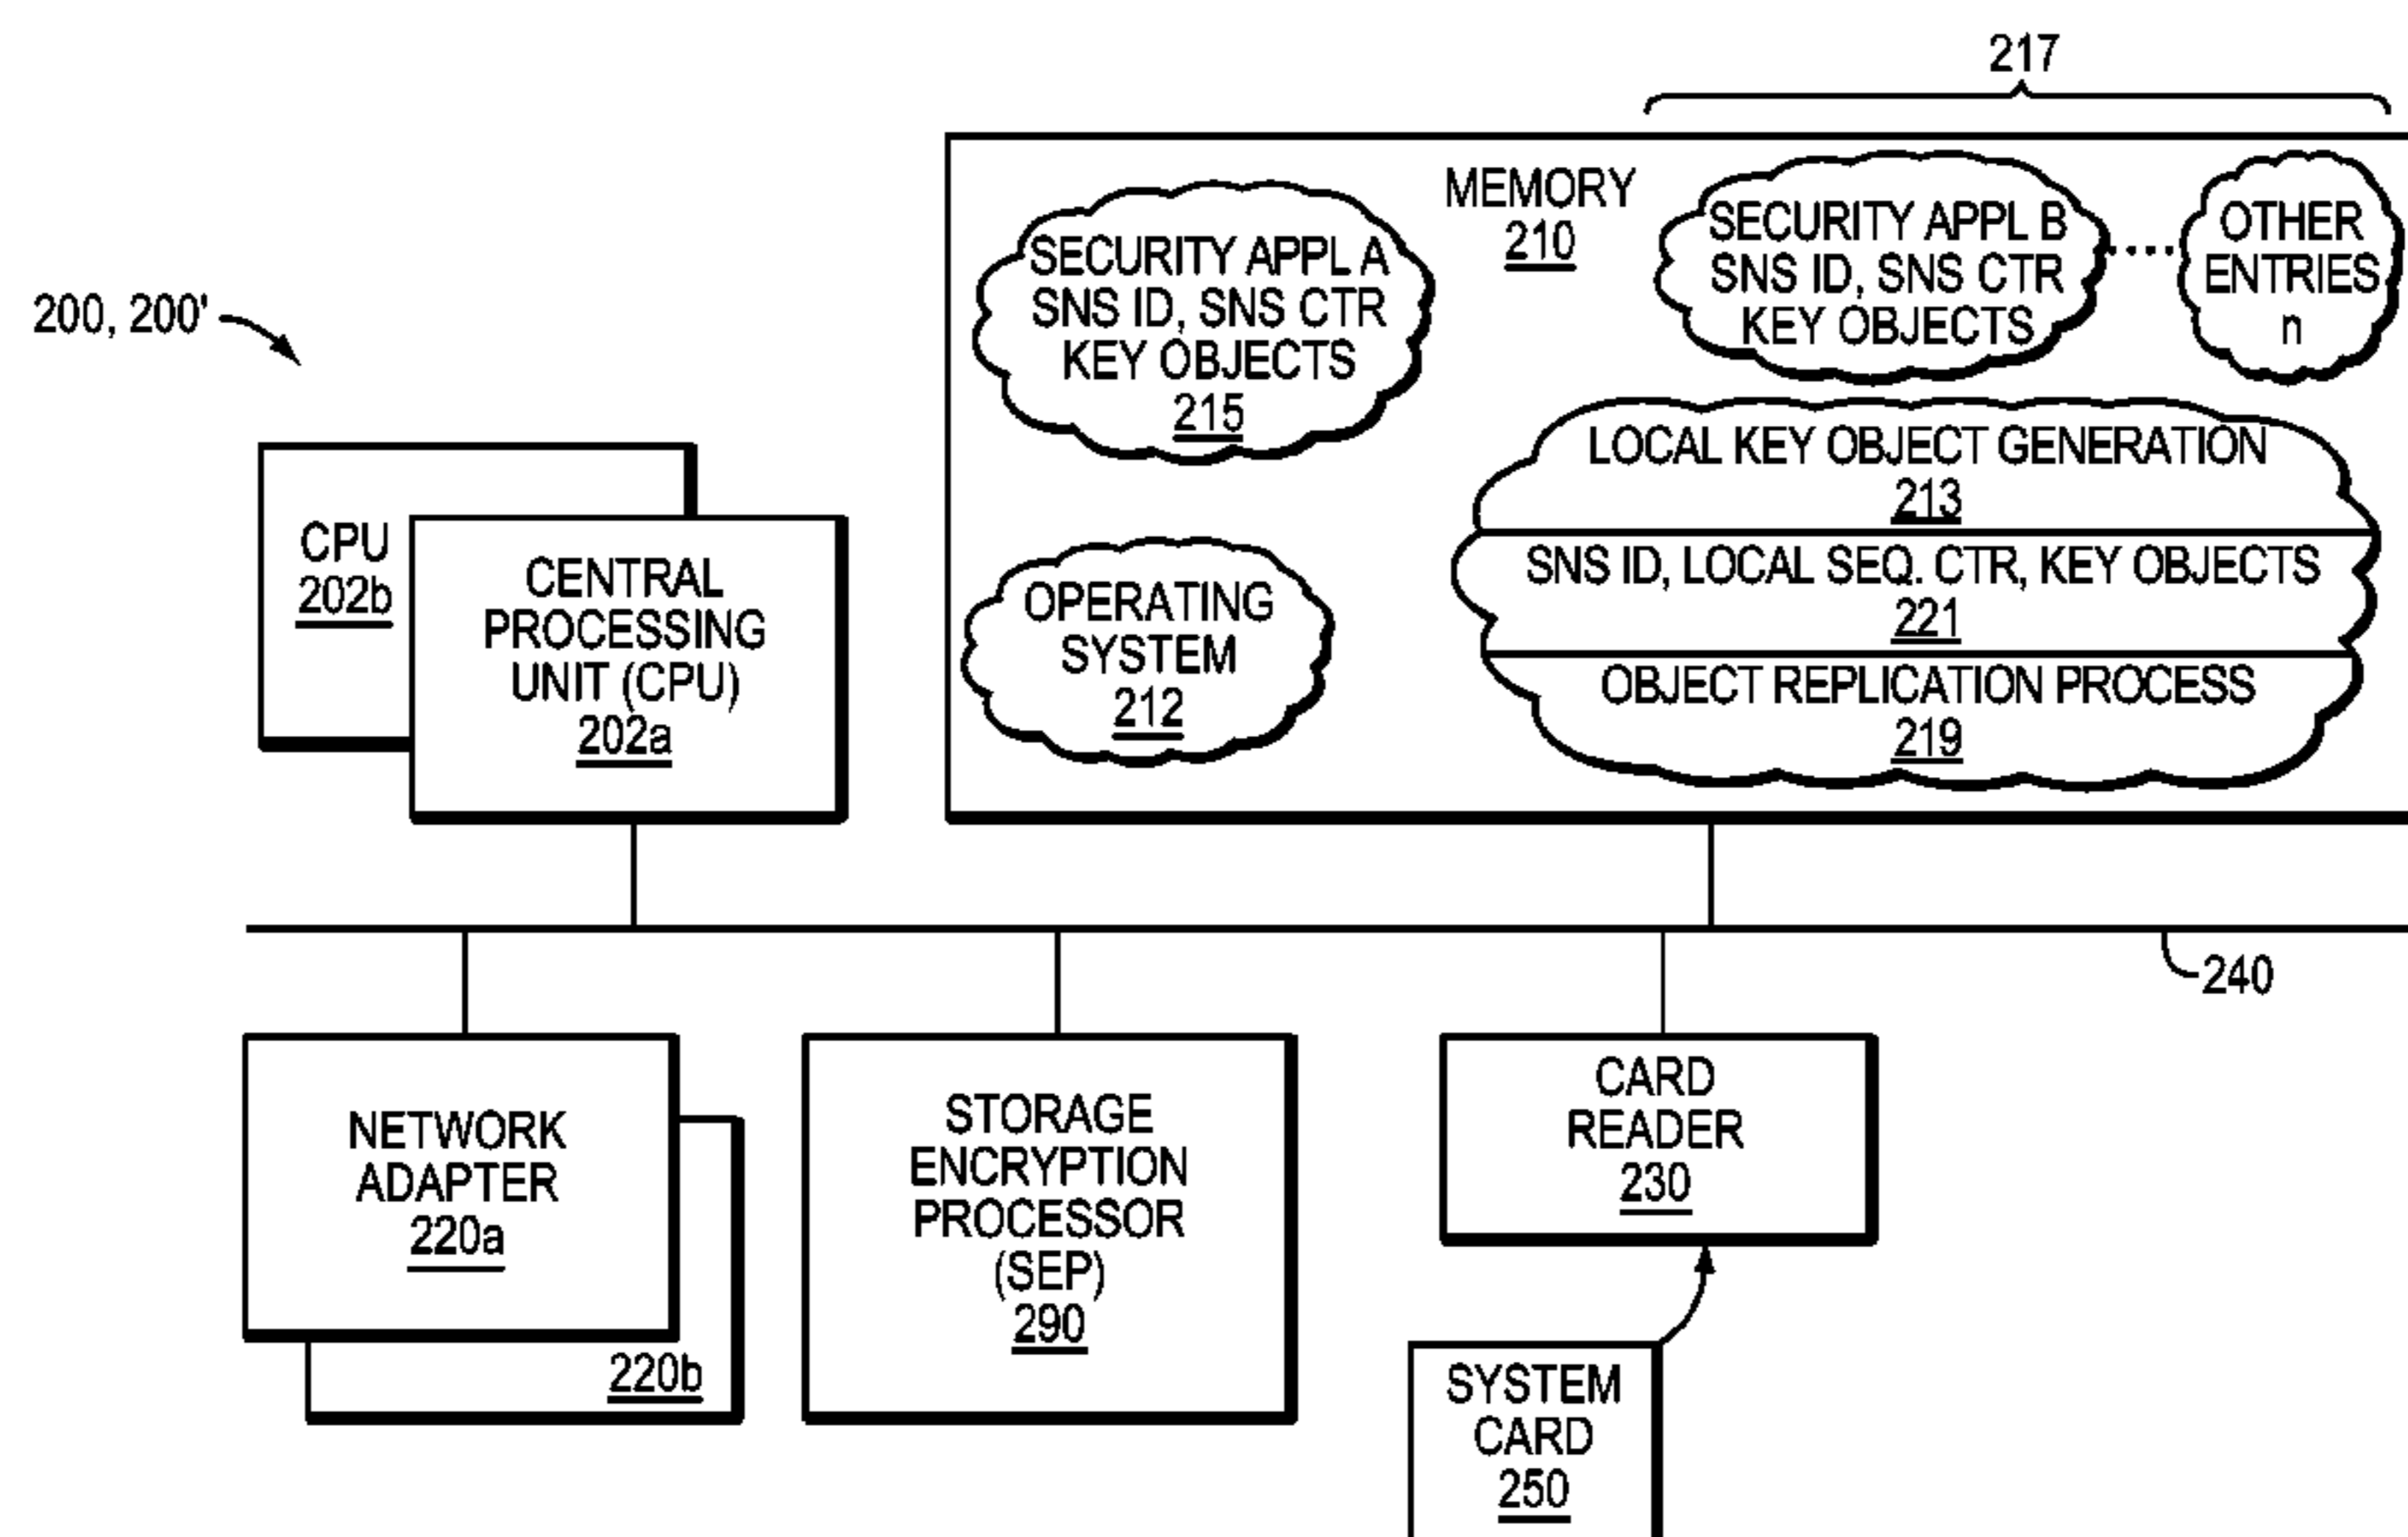 217
200, 200'
MEMORY
210
SECURITY APPL A
SNS ID, SNS CTR
KEY OBJECTS
215
SECURITY APPL B
SNS ID, SNS CTR
KEY OBJECTS
....
OTHER
ENTRIES
n
LOCAL KEY OBJECT GENERATION
213
SNS ID, LOCAL SEQ. CTR, KEY OBJECTS
221
OBJECT REPLICATION PROCESS
219
OPERATING
SYSTEM
212
CPU
202b
CENTRAL
PROCESSING
UNIT (CPU)
202a
240
NETWORK
ADAPTER
220a
220b
STORAGE
ENCRYPTION
PROCESSOR
(SEP)
290
CARD
READER
230
SYSTEM
CARD
250